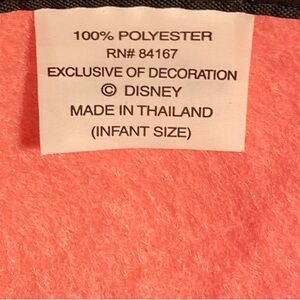 100% POLYESTER
RN# 84167
EXCLUSIVE OF DECORATION
© DISNEY
MADE IN THAILAND
(INFANT SIZE)